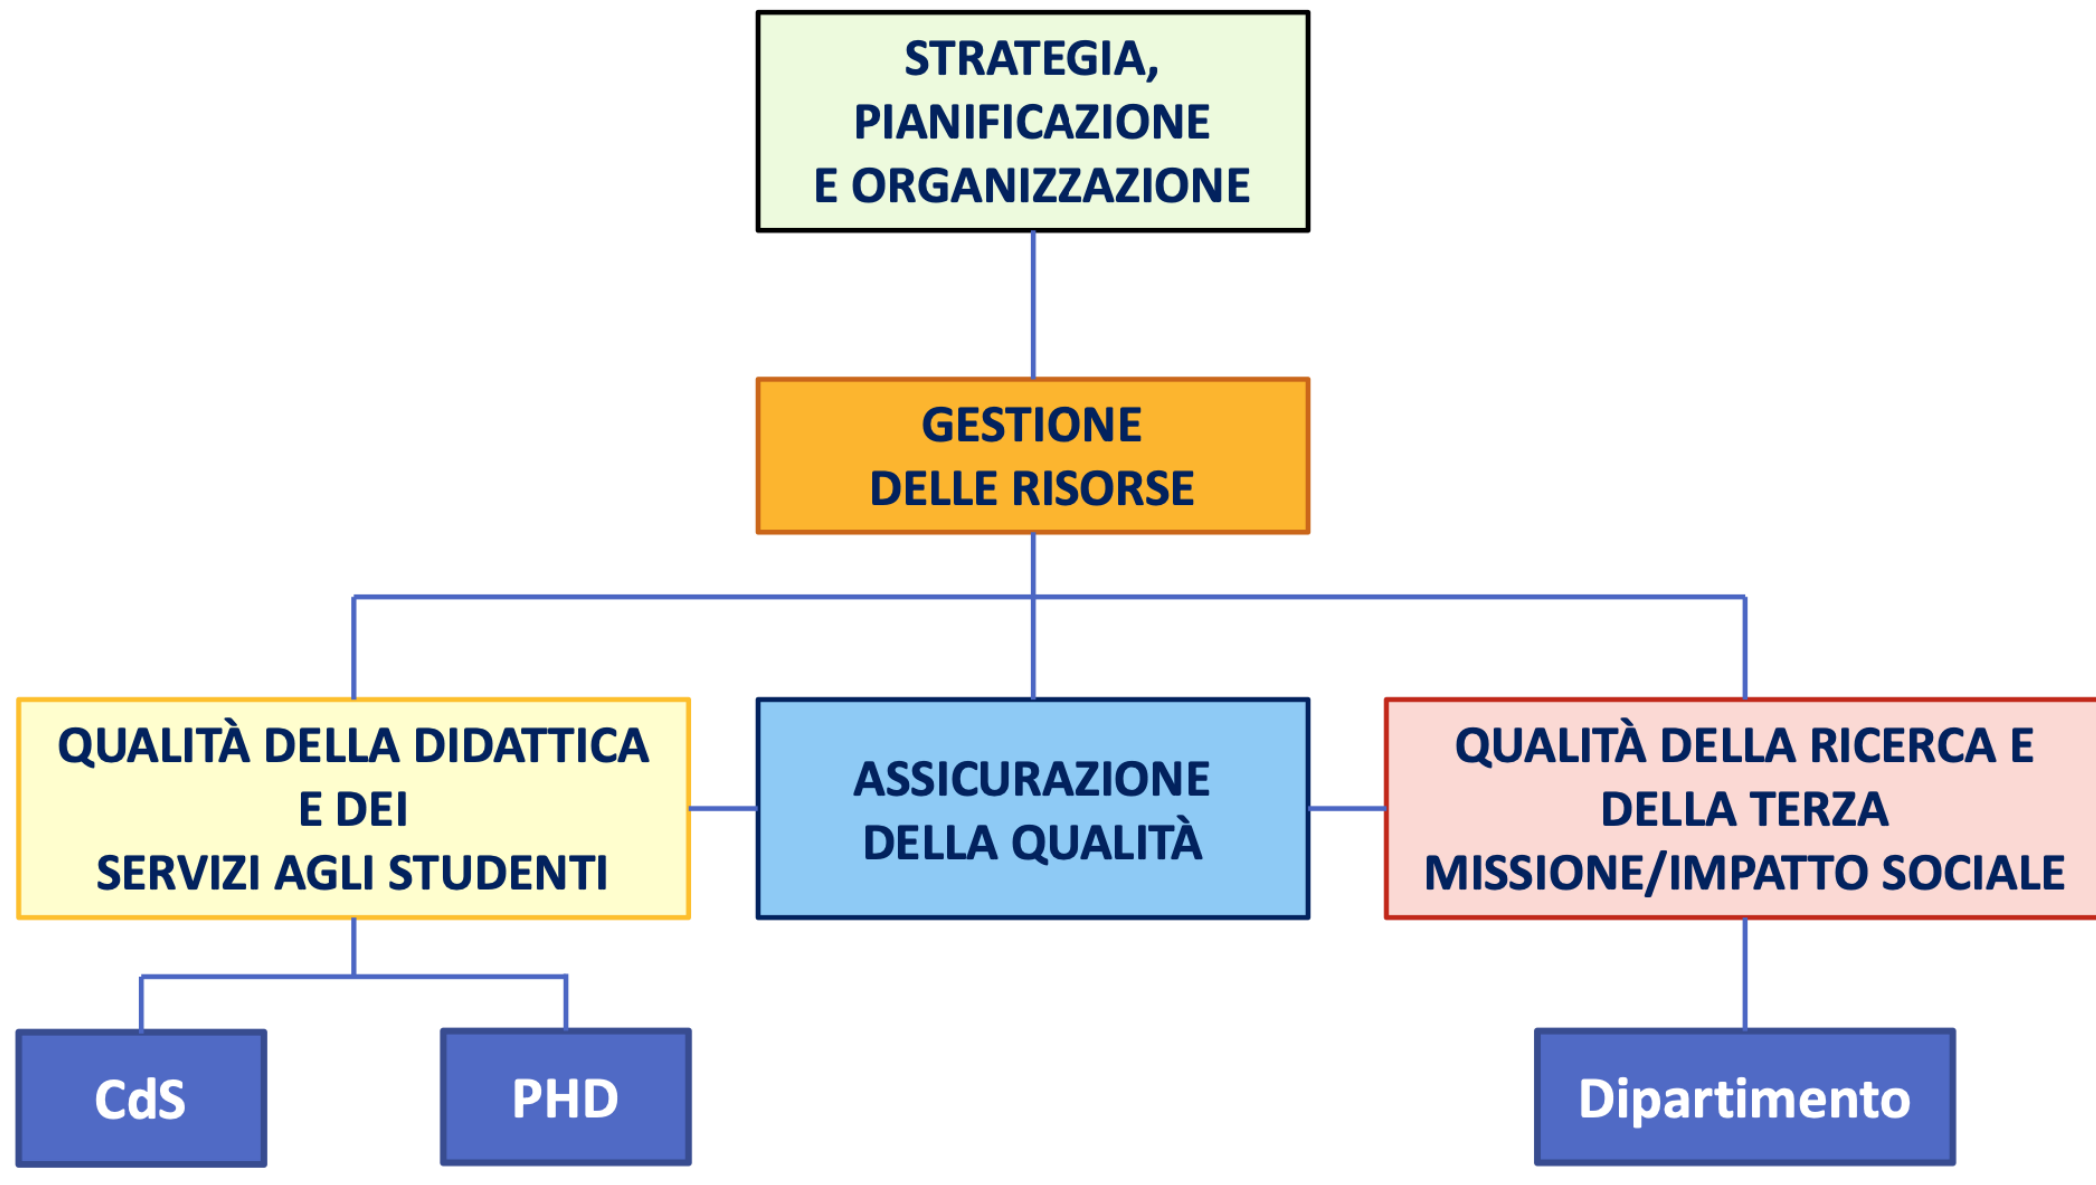 STRATEGIA,
PIANIFICAZIONE
E ORGANIZZAZIONE
GESTIONE
DELLE RISORSE
QUALITÀ DELLA DIDATTICA
E DEI
SERVIZI AGLI STUDENTI
ASSICURAZIONE
DELLA QUALITÀ
QUALITÀ DELLA RICERCA E
DELLA TERZA
MISSIONE/IMPATTO SOCIALE
CdS
PHD
Dipartimento